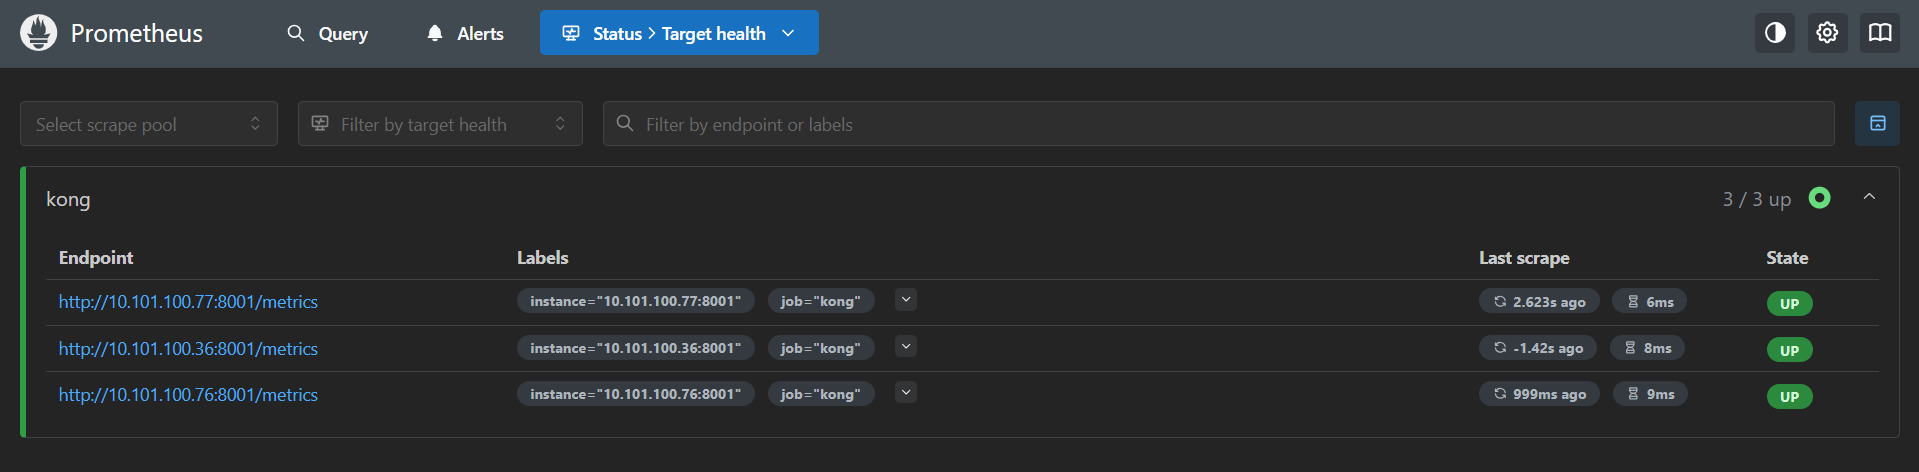 Prometheus Query Alerts Status > Target health
Select scrape pool Filter by target health Filter by endpoint or labels
kong 3 / 3 up
Endpoint Labels Last scrape State
http://10.101.100.77:8001/metrics instance="10.101.100.77:8001" job="kong" 2.623s ago 6ms UP
http://10.101.100.36:8001/metrics instance="10.101.100.36:8001" job="kong" -1.42s ago 8ms UP
http://10.101.100.76:8001/metrics instance="10.101.100.76:8001" job="kong" 999ms ago 9ms UP